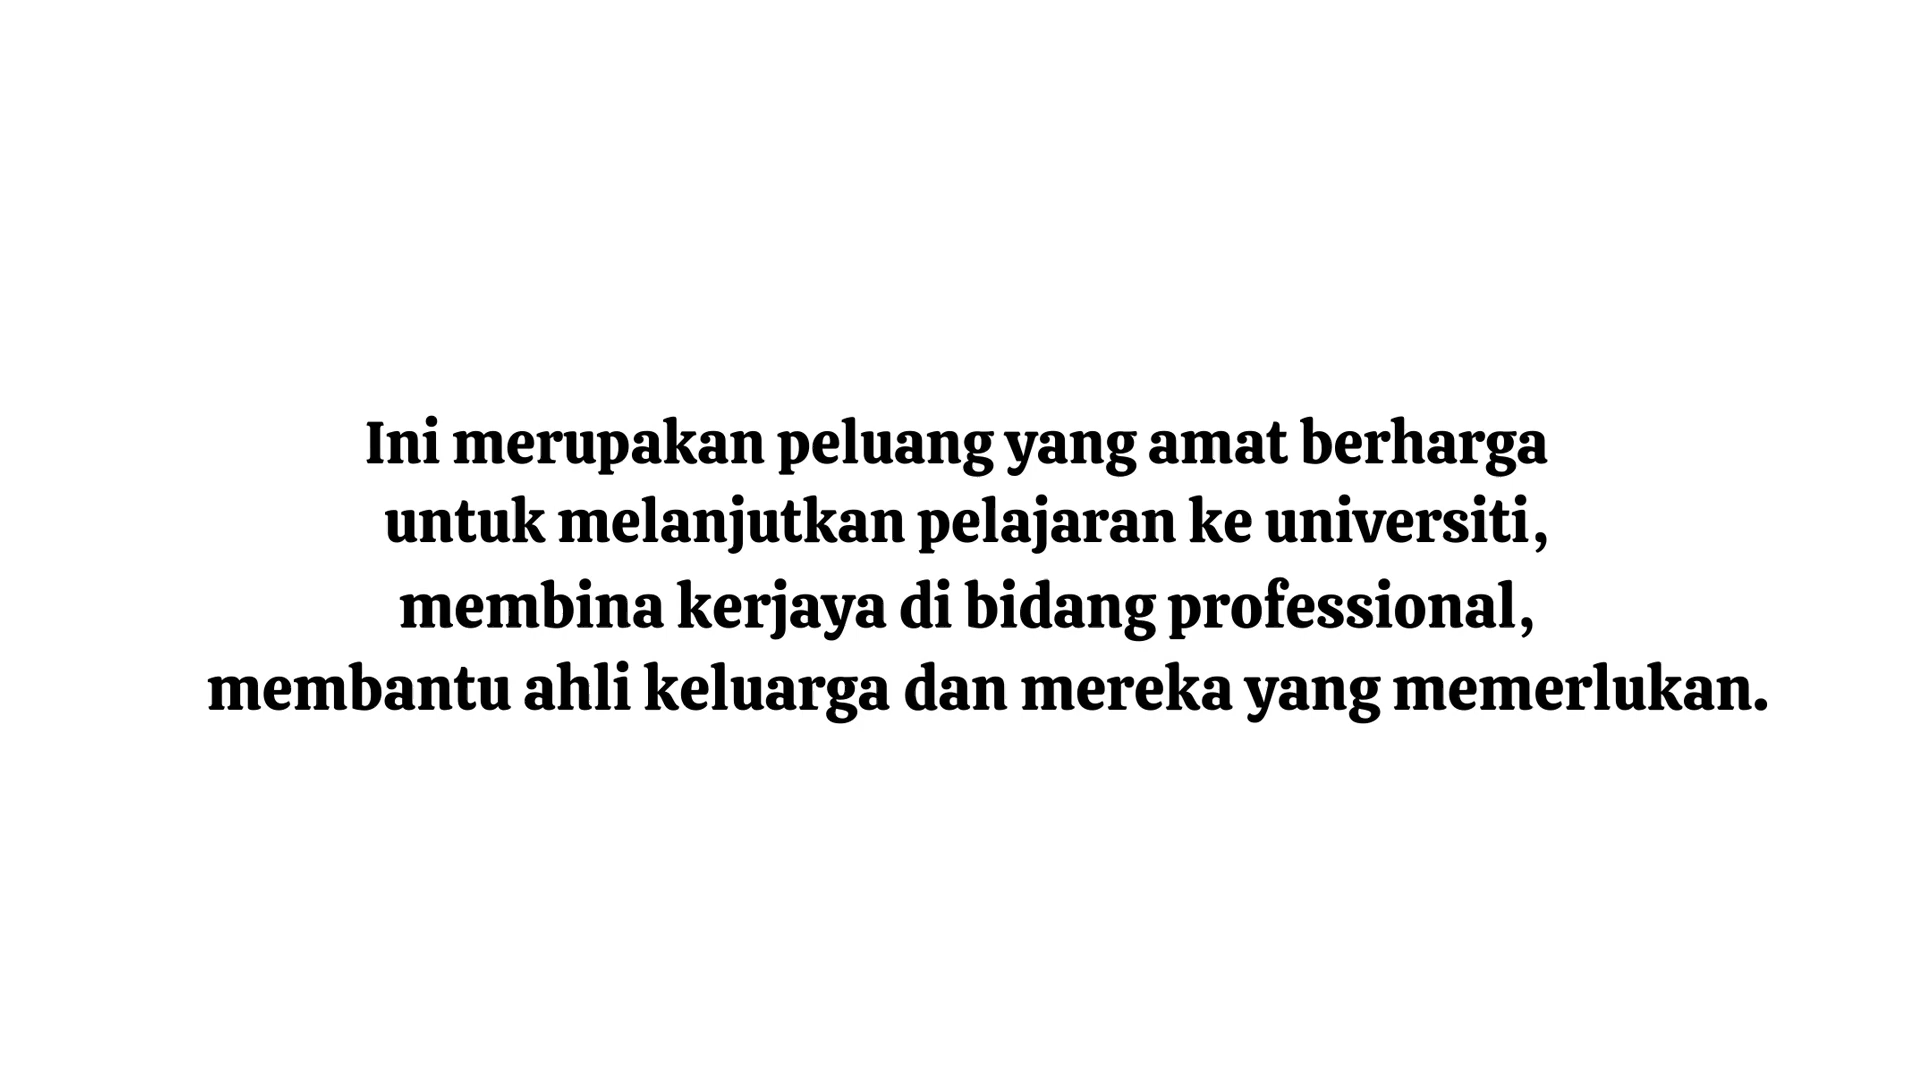 Ini merupakan peluang yang amat berharga
untuk melanjutkan pelajaran ke universiti,
membina kerjaya di bidang professional,
membantu ahli keluarga dan mereka yang memerlukan.